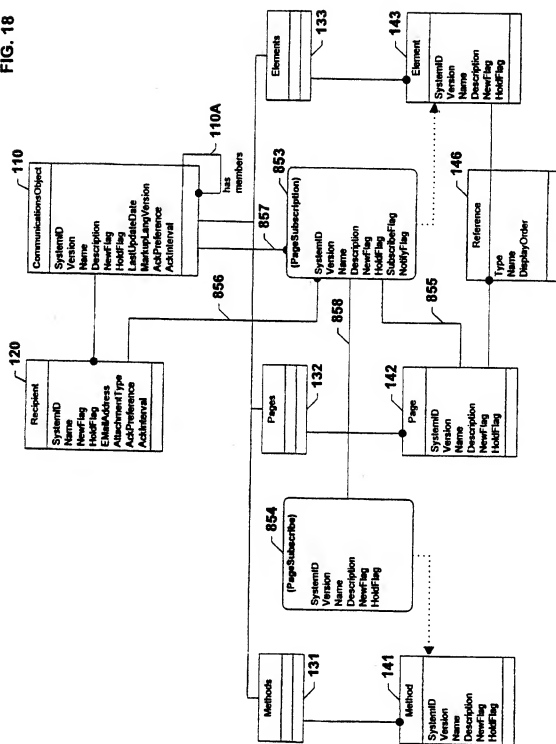 FIG. 18
110
CommunicationsObject
SystemID
Version
Name
Description
NewFlag
HoldFlag
LastUpdateDate
MarkupLangVersion
AckPreference
AckInterval
110A
has
members
120
Recipient
SystemID
Name
NewFlag
HoldFlag
EMailAddress
AttachmentType
AckPreference
AckInterval
856
857
133
Elements
132
Pages
131
Methods
853
(PageSubscription)
SystemID
Version
Name
Description
NewFlag
HoldFlag
SubscribeFlag
NotifyFlag
858
855
854
(PageSubscribe)
SystemID
Version
Name
Description
NewFlag
HoldFlag
143
Element
SystemID
Version
Name
Description
NewFlag
HoldFlag
142
Page
SystemID
Version
Name
Description
NewFlag
HoldFlag
146
Reference
Type
Name
DisplayOrder
141
Method
SystemID
Version
Name
Description
NewFlag
HoldFlag